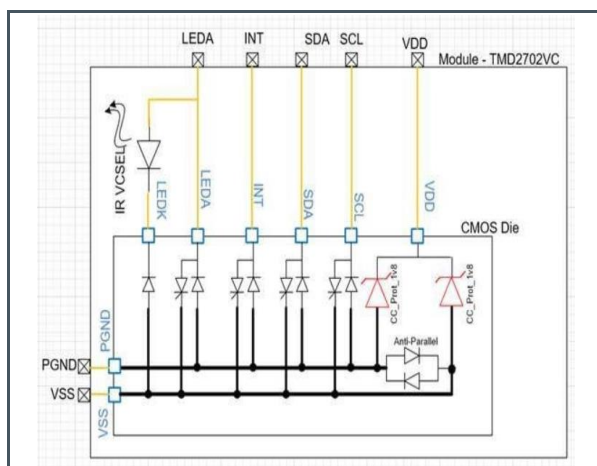 LEDA INT SDA SCL VDD
Module - TMD2702VC
IR VCSEL
LEDK
LEDA
INT
SDA
SCL
VDD
CMOS Die
CC_Prot_1v8
CC_Prot_1v8
PGND
Anti-Parallel
PGND
VSS
VSS